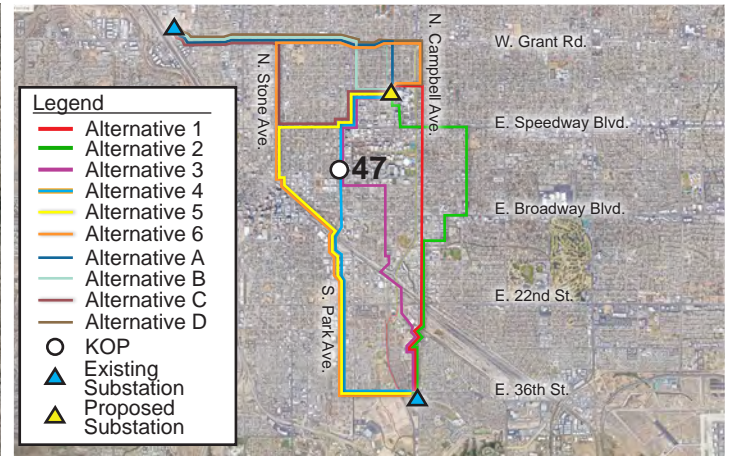 W. Grant Rd.
N. Campbell Ave.
N. Stone Ave.
E. Speedway Blvd.
47
E. Broadway Blvd.
E. 22nd St.
S. Park Ave.
E. 36th St.
Legend
Alternative 1
Alternative 2
Alternative 3
Alternative 4
Alternative 5
Alternative 6
Alternative A
Alternative B
Alternative C
Alternative D
KOP
Existing
Substation
Proposed
Substation